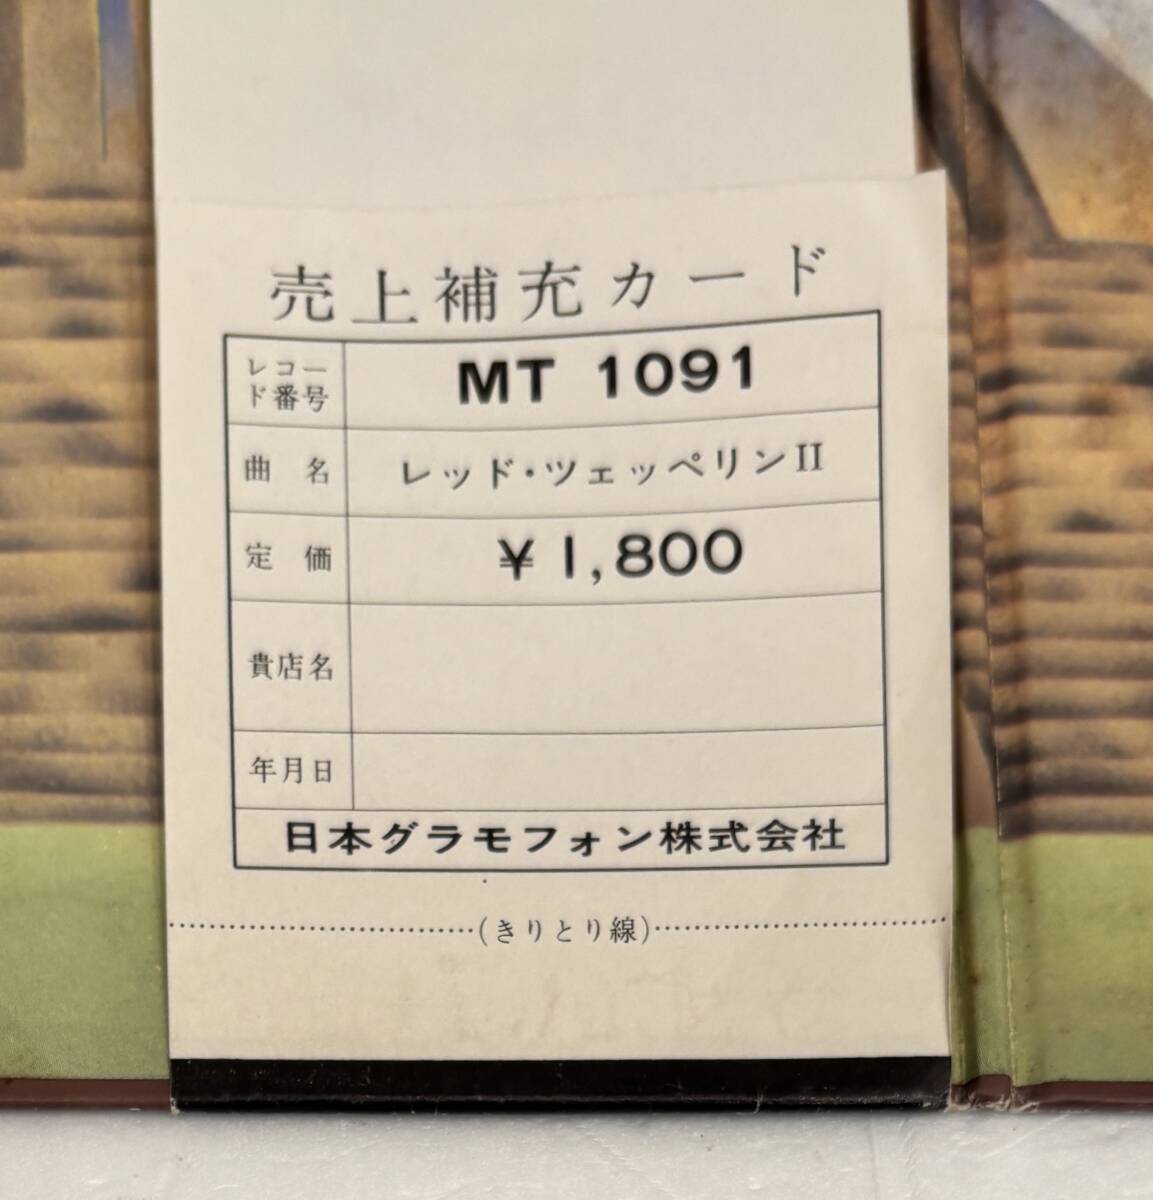 売上補充カード
レコー
ド番号
MT 1091
曲 名
レッド・ツェッペリンII
定 価
¥1,800
貴店名
年月日
日本グラモフォン株式会社
(きりとり線)